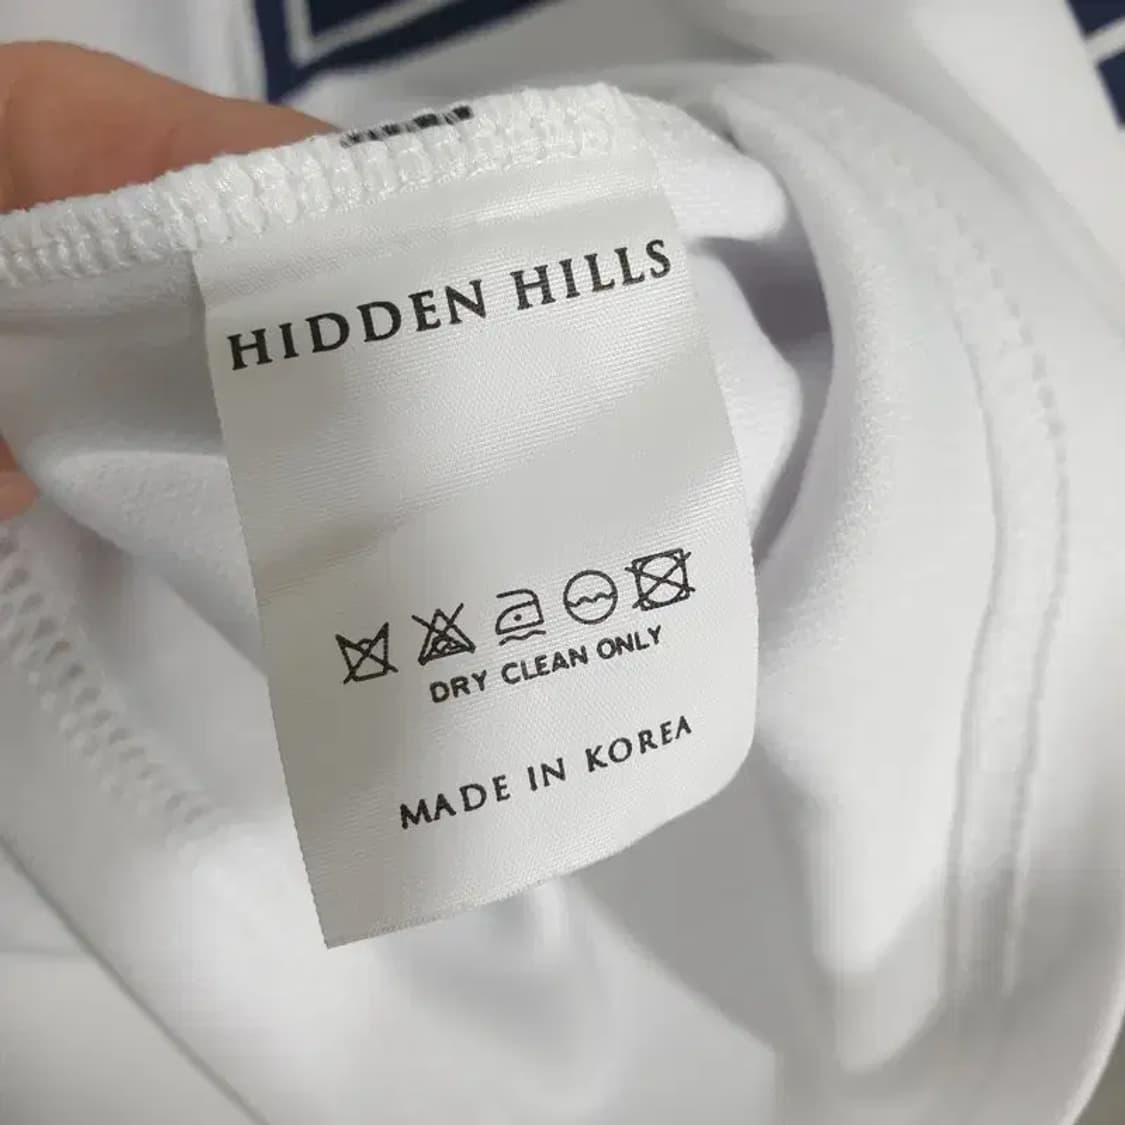 HIDDEN HILLS
DRY CLEAN ONLY
MADE IN KOREA